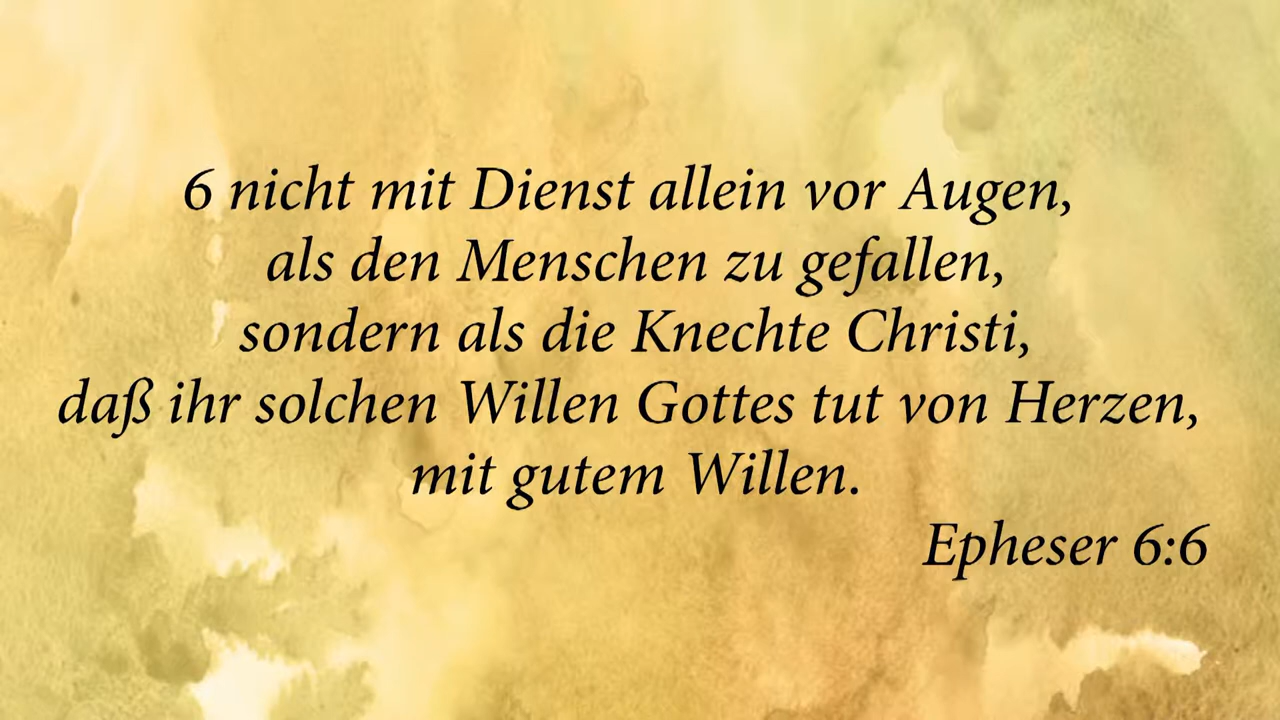 6 nicht mit Dienst allein vor Augen,
als den Menschen zu gefallen,
sondern als die Knechte Christi,
daß ihr solchen Willen Gottes tut von Herzen,
mit gutem Willen.
Epheser 6:6